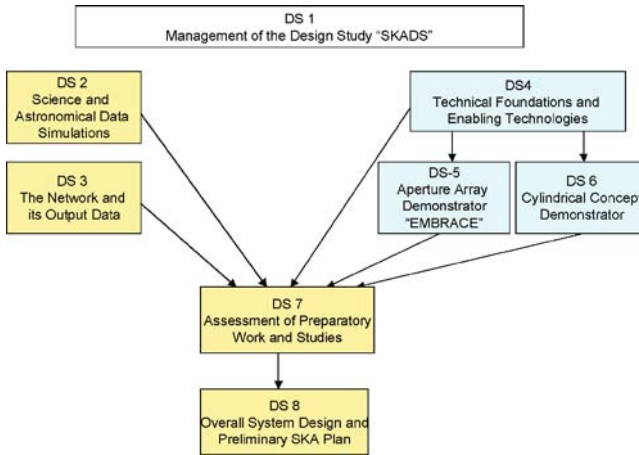 DS 1
Management of the Design Study "SKADS"
DS 2
Science and
Astronomical Data
Simulations
DS4
Technical Foundations and
Enabling Technologies
DS 3
The Network and
its Output Data
DS-5
Aperture Array
Demonstrator
"EMBRACE"
DS 6
Cylindrical Concept
Demonstrator
DS 7
Assessment of Preparatory
Work and Studies
DS 8
Overall System Design and
Preliminary SKA Plan